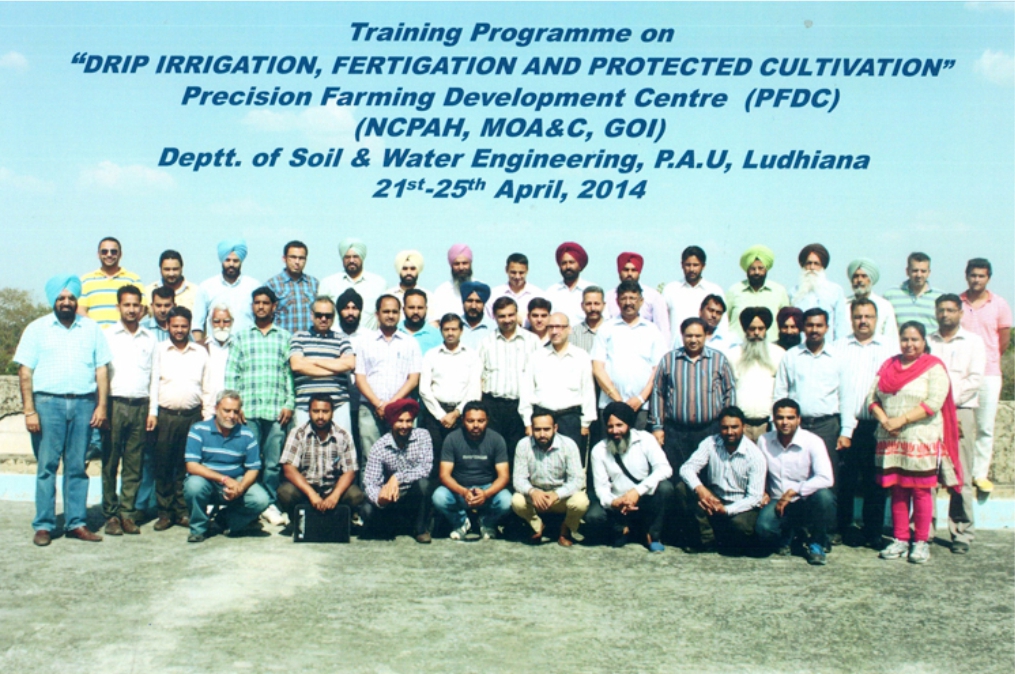 Training Programme on
“DRIP IRRIGATION, FERTIGATION AND PROTECTED CULTIVATION”
Precision Farming Development Centre (PFDC)
(NCPAH, MOA&C, GOI)
Deptt. of Soil & Water Engineering, P.A.U, Ludhiana
21st-25th April, 2014